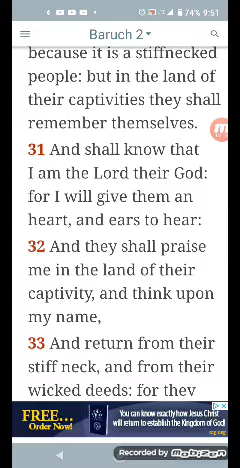 74% 9:51
Baruch 2
because it is a stiffnecked
people: but in the land of
their captivities they shall
remember themselves.
31 And shall know that
I am the Lord their God:
for I will give them an
heart, and ears to hear:
32 And they shall praise
me in the land of their
captivity, and think upon
my name,
33 And return from their
stiff neck, and from their
wicked deeds: for they
FREE...
Order Now!
You can know exactly how Jesus Christ
will return to establish the Kingdom of God!
Recorded by Mobizen